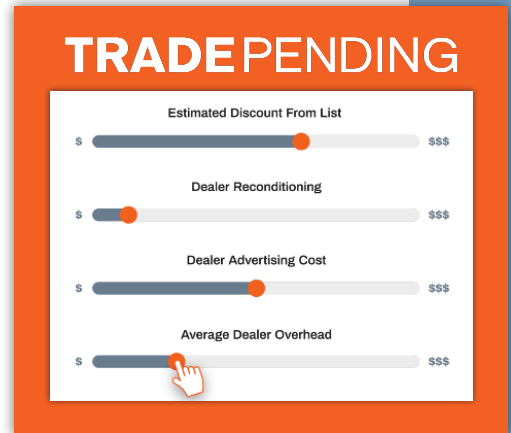 TRADEPENDING
Estimated Discount From List
$ $$$
Dealer Reconditioning
$ $$$
Dealer Advertising Cost
$ $$$
Average Dealer Overhead
$ $$$